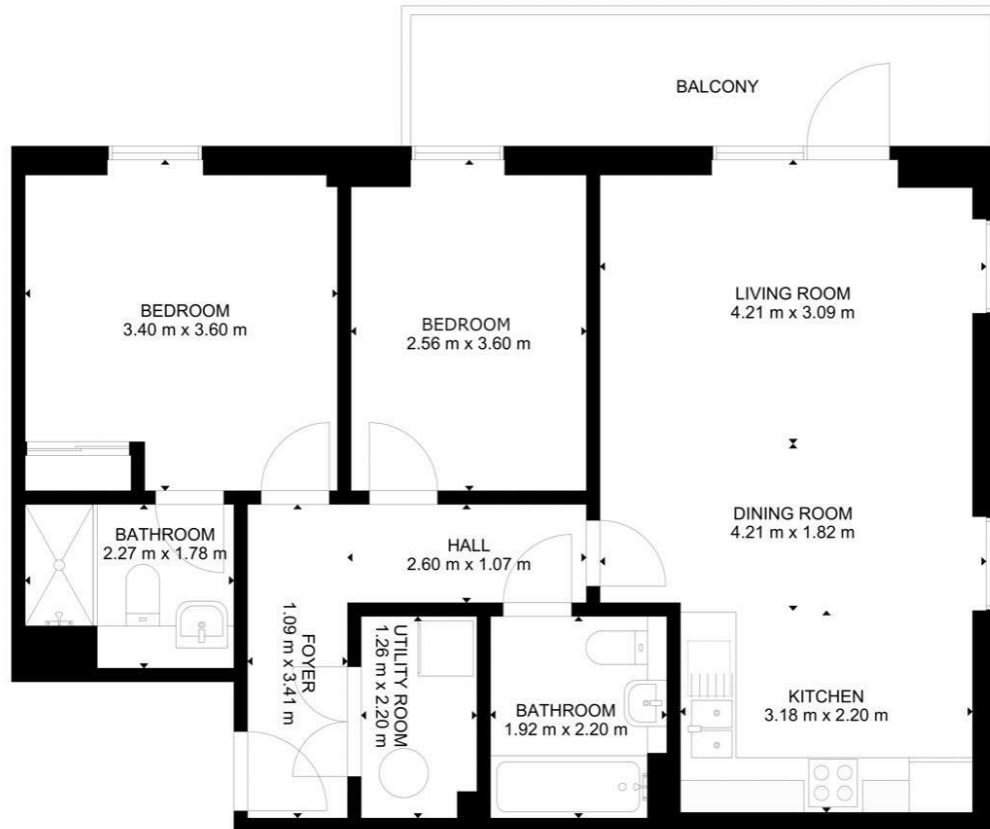 BALCONY
BEDROOM
3.40 m x 3.60 m
BEDROOM
2.56 m x 3.60 m
LIVING ROOM
4.21 m x 3.09 m
BATHROOM
2.27 m x 1.78 m
HALL
2.60 m x 1.07 m
DINING ROOM
4.21 m x 1.82 m
FOYER
1.09 m x 3.41 m
UTILITY ROOM
1.26 m x 2.20 m
BATHROOM
1.92 m x 2.20 m
KITCHEN
3.18 m x 2.20 m